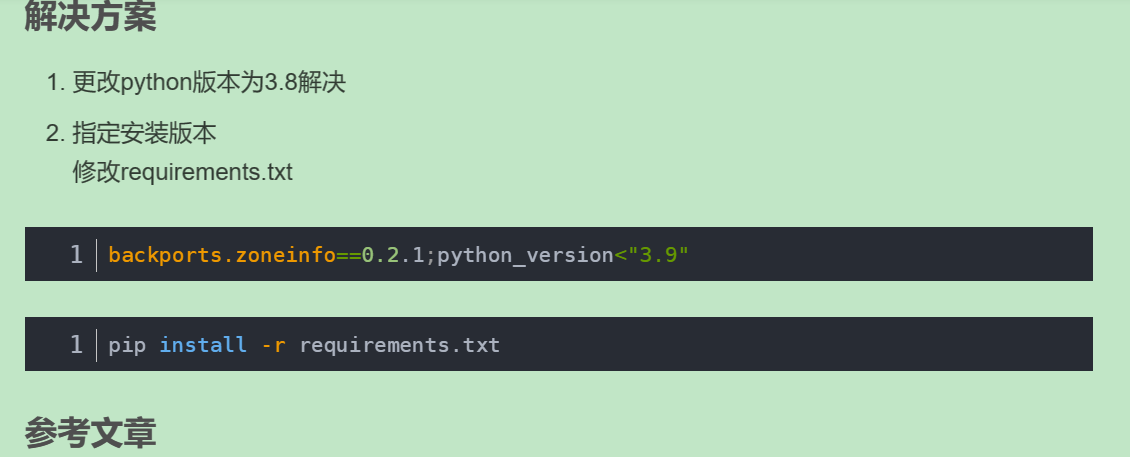 解决方案
1. 更改python版本为3.8解决
2. 指定安装版本
修改requirements.txt
1 backports.zoneinfo==0.2.1;python_version<"3.9"
1 pip install -r requirements.txt
参考文章